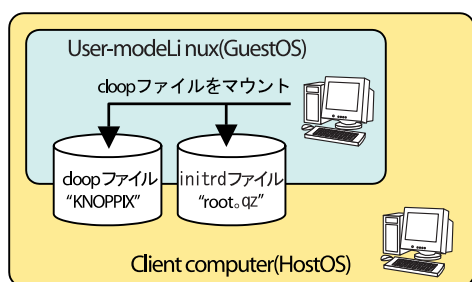 User-modeLinux(GuestOS)
cloopファイルをマウント
cloopファイル
“KNOPPIX”
initrdファイル
“root。gz”
Client computer(HostOS)